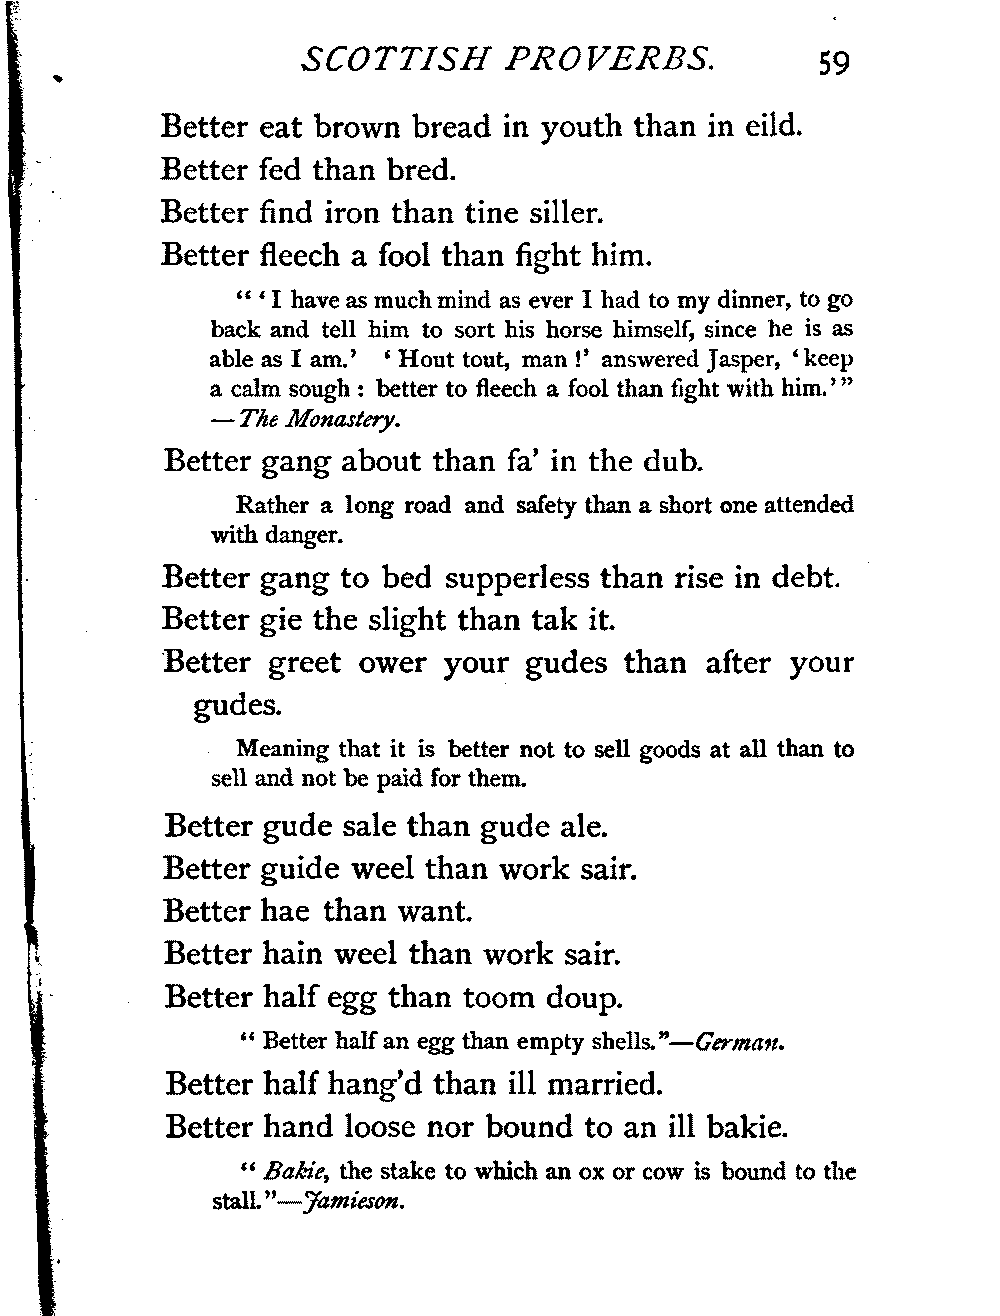 SCOTTISH PROVERBS. 59
Better eat brown bread in youth than in eild.
Better fed than bred.
Better find iron than tine siller.
Better fleech a fool than fight him.
“ ‘ I have as much mind as ever I had to my dinner, to go
back and tell him to sort his horse himself, since he is as
able as I am.’ ‘ Hout tout, man !’ answered Jasper, ‘ keep
a calm sough : better to fleech a fool than fight with him.’ ”
— The Monastery.
Better gang about than fa’ in the dub.
Rather a long road and safety than a short one attended
with danger.
Better gang to bed supperless than rise in debt.
Better gie the slight than tak it.
Better greet ower your gudes than after your
gudes.
Meaning that it is better not to sell goods at all than to
sell and not be paid for them.
Better gude sale than gude ale.
Better guide weel than work sair.
Better hae than want.
Better hain weel than work sair.
Better half egg than toom doup.
“ Better half an egg than empty shells.”—German.
Better half hang’d than ill married.
Better hand loose nor bound to an ill bakie.
“ Bakie, the stake to which an ox or cow is bound to the
stall.”—Jamieson.